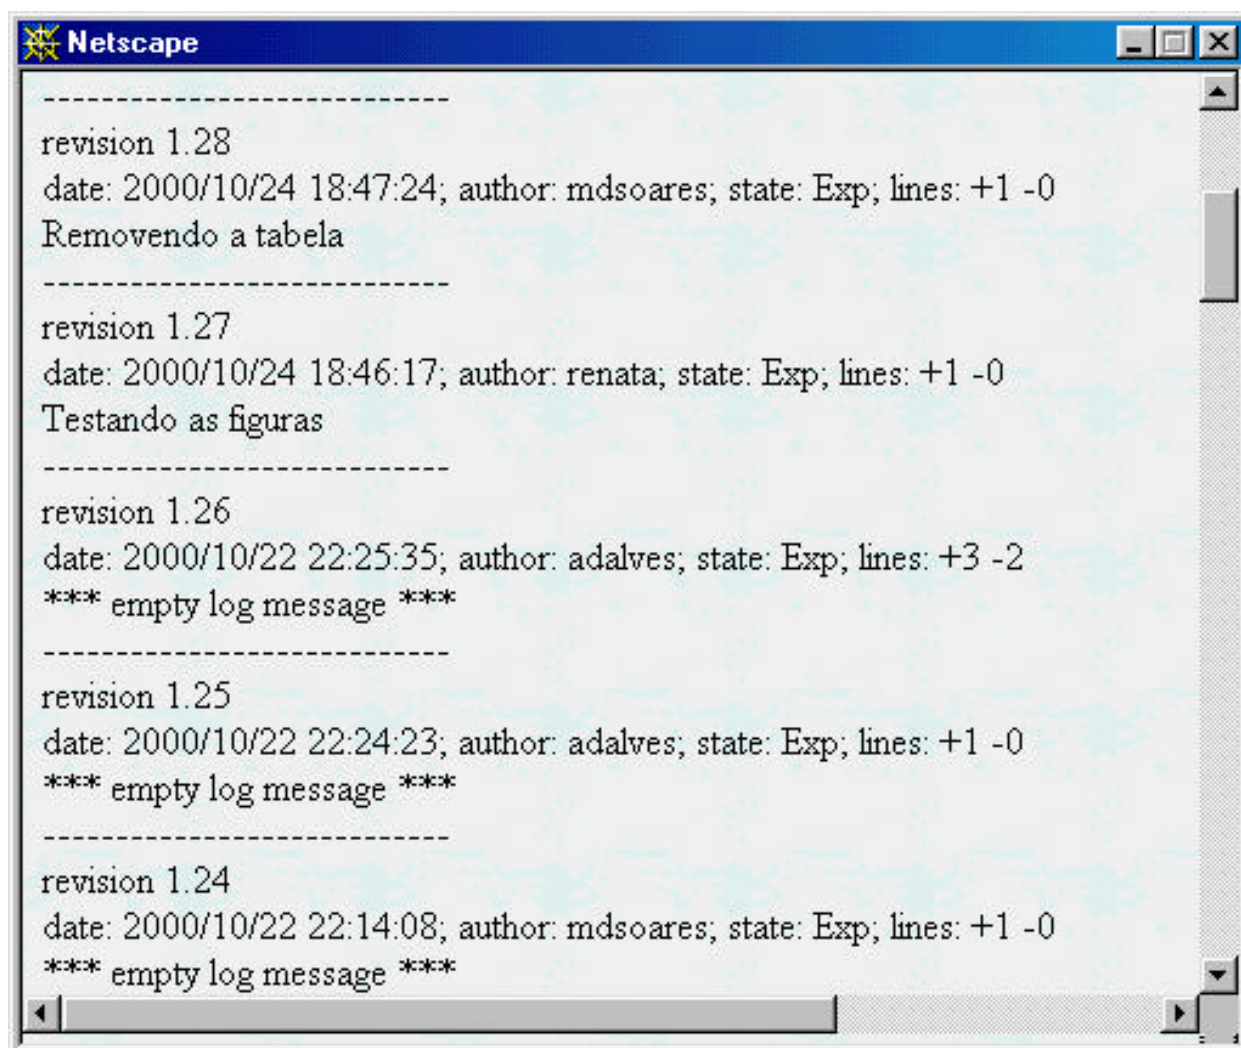 Netscape
----------------------------
revision 1.28
date: 2000/10/24 18:47:24; author: mdsoares; state: Exp; lines: +1 -0
Removendo a tabela
----------------------------
revision 1.27
date: 2000/10/24 18:46:17; author: renata; state: Exp; lines: +1 -0
Testando as figuras
----------------------------
revision 1.26
date: 2000/10/22 22:25:35; author: adalves; state: Exp; lines: +3 -2
*** empty log message ***
----------------------------
revision 1.25
date: 2000/10/22 22:24:23; author: adalves; state: Exp; lines: +1 -0
*** empty log message ***
----------------------------
revision 1.24
date: 2000/10/22 22:14:08; author: mdsoares; state: Exp; lines: +1 -0
*** empty log message ***